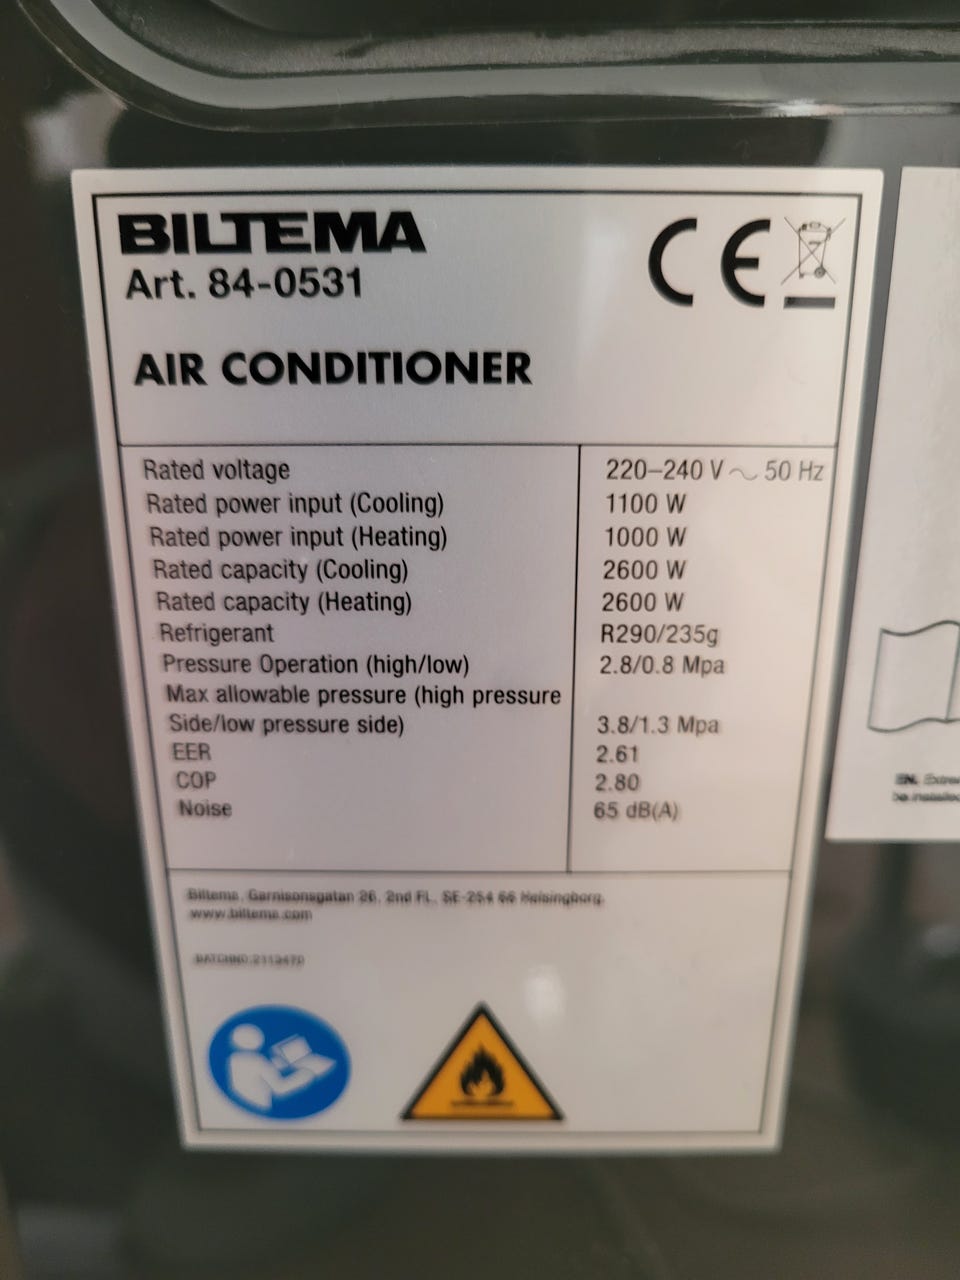 BILTEMA
Art. 84-0531
CE
AIR CONDITIONER
Rated voltage 220–240 V ~ 50 Hz
Rated power input (Cooling) 1100 W
Rated power input (Heating) 1000 W
Rated capacity (Cooling) 2600 W
Rated capacity (Heating) 2600 W
Refrigerant R290/235g
Pressure Operation (high/low) 2.8/0.8 Mpa
Max allowable pressure (high pressure
Side/low pressure side) 3.8/1.3 Mpa
EER 2.61
COP 2.80
Noise 65 dB(A)
Biltema, Garnisonsgatan 26, 2nd FL, SE-254 66 Helsingborg.
www.biltema.com
BATCHNO:
EN.
be installed